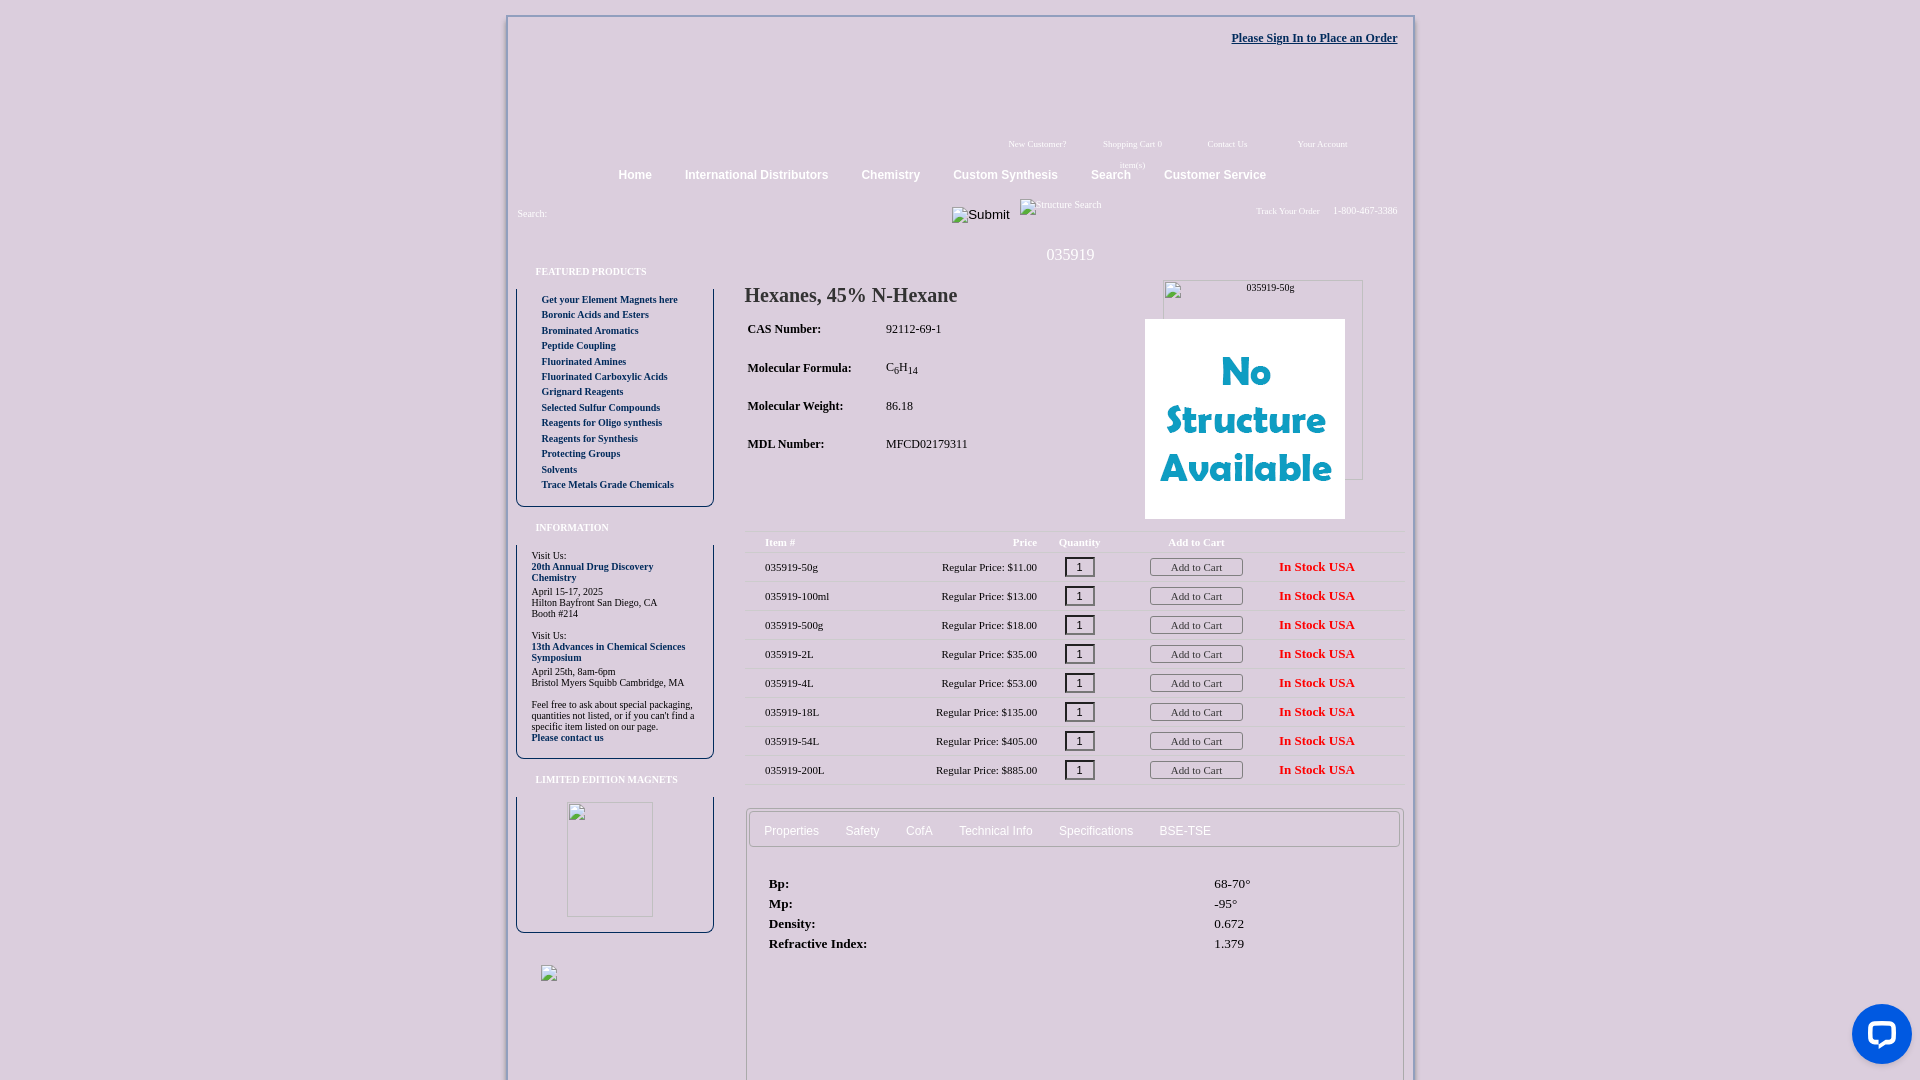 Please Sign In to Place an Order
New Customer?
Shopping Cart 0
item(s)
Contact Us
Your Account
Home
International Distributors
Chemistry
Custom Synthesis
Search
Customer Service
Search:
Submit
Structure Search
Track Your Order
1-800-467-3386
035919
FEATURED PRODUCTS
Get your Element Magnets here
Boronic Acids and Esters
Brominated Aromatics
Peptide Coupling
Fluorinated Amines
Fluorinated Carboxylic Acids
Grignard Reagents
Selected Sulfur Compounds
Reagents for Oligo synthesis
Reagents for Synthesis
Protecting Groups
Solvents
Trace Metals Grade Chemicals
INFORMATION
Visit Us:
20th Annual Drug Discovery
Chemistry
April 15-17, 2025
Hilton Bayfront San Diego, CA
Booth #214
Visit Us:
13th Advances in Chemical Sciences
Symposium
April 25th, 8am-6pm
Bristol Myers Squibb Cambridge, MA
Feel free to ask about special packaging,
quantities not listed, or if you can't find a
specific item listed on our page.
Please contact us
LIMITED EDITION MAGNETS
Hexanes, 45% N-Hexane
CAS Number: 92112-69-1
Molecular Formula: C6H14
Molecular Weight: 86.18
MDL Number: MFCD02179311
035919-50g
No
Structure
Available
Item # Price Quantity Add to Cart
035919-50g Regular Price: $11.00 1 Add to Cart In Stock USA
035919-100ml Regular Price: $13.00 1 Add to Cart In Stock USA
035919-500g Regular Price: $18.00 1 Add to Cart In Stock USA
035919-2L Regular Price: $35.00 1 Add to Cart In Stock USA
035919-4L Regular Price: $53.00 1 Add to Cart In Stock USA
035919-18L Regular Price: $135.00 1 Add to Cart In Stock USA
035919-54L Regular Price: $405.00 1 Add to Cart In Stock USA
035919-200L Regular Price: $885.00 1 Add to Cart In Stock USA
Properties Safety CofA Technical Info Specifications BSE-TSE
Bp: 68-70°
Mp: -95°
Density: 0.672
Refractive Index: 1.379